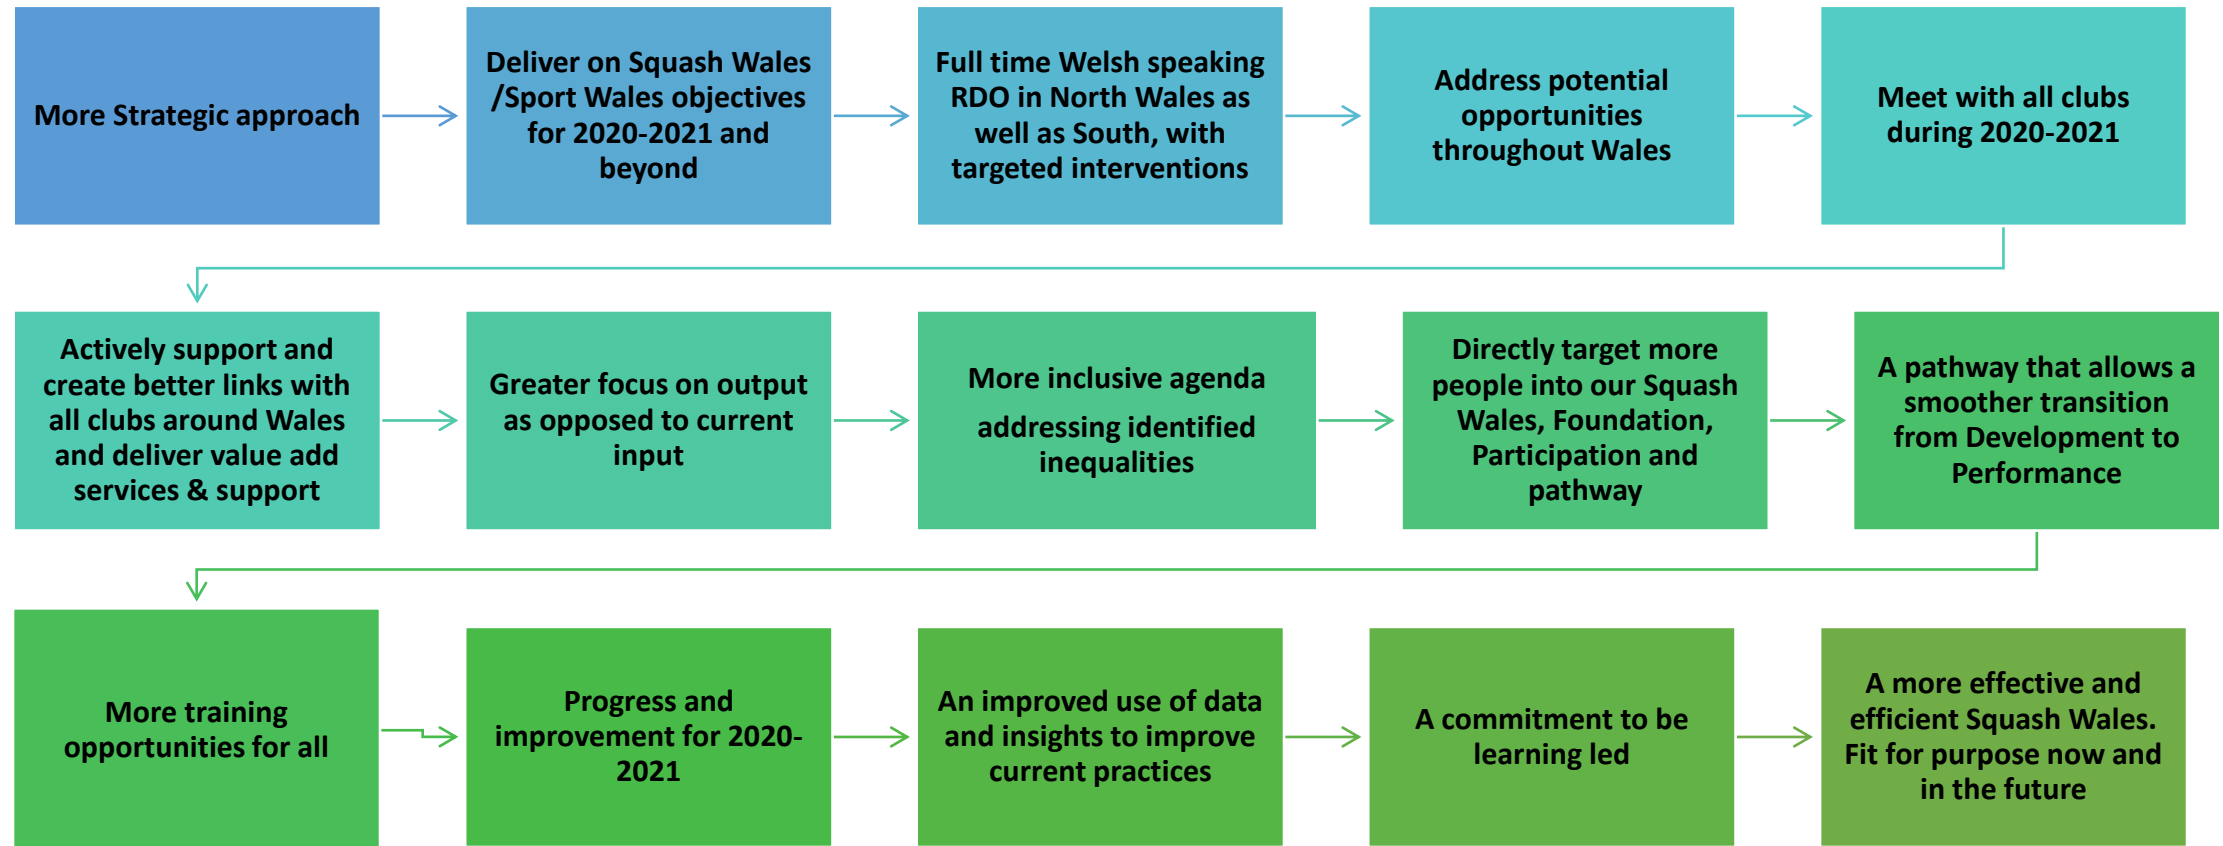 More Strategic approach
Deliver on Squash Wales
/Sport Wales objectives
for 2020-2021 and
beyond
Full time Welsh speaking
RDO in North Wales as
well as South, with
targeted interventions
Address potential
opportunities
throughout Wales
Meet with all clubs
during 2020-2021
Actively support and
create better links with
all clubs around Wales
and deliver value add
services & support
Greater focus on output
as opposed to current
input
More inclusive agenda
addressing identified
inequalities
Directly target more
people into our Squash
Wales, Foundation,
Participation and
pathway
A pathway that allows a
smoother transition
from Development to
Performance
More training
opportunities for all
Progress and
improvement for 2020-
2021
An improved use of data
and insights to improve
current practices
A commitment to be
learning led
A more effective and
efficient Squash Wales.
Fit for purpose now and
in the future